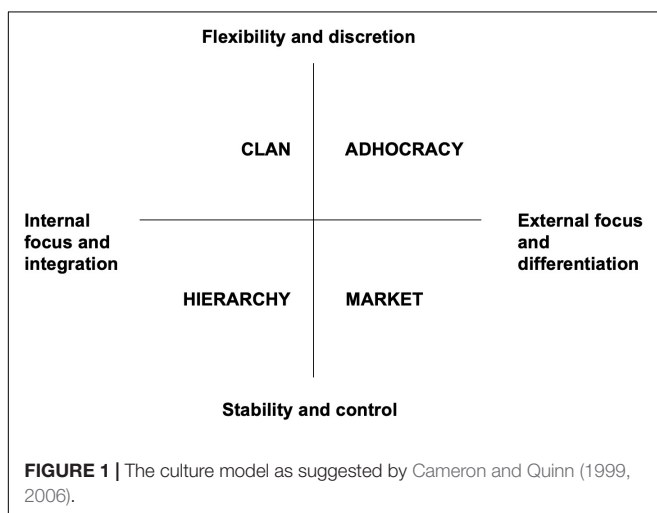 Flexibility and discretion
CLAN
ADHOCRACY
Internal
focus and
integration
External focus
and
differentiation
HIERARCHY
MARKET
Stability and control
FIGURE 1 | The culture model as suggested by Cameron and Quinn (1999,
2006).